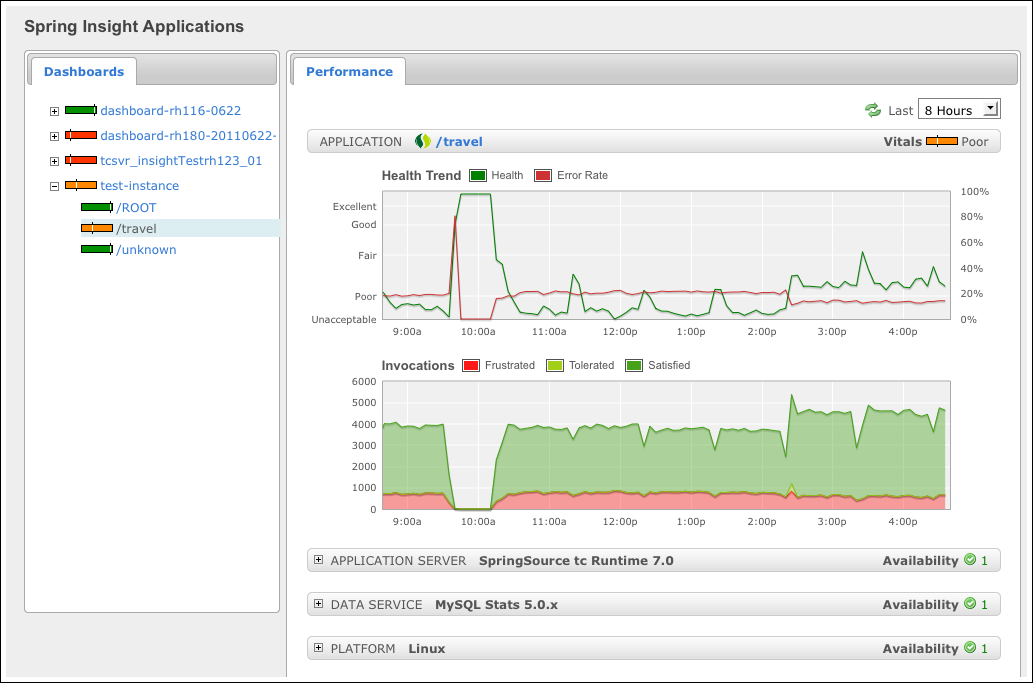 Spring Insight Applications
Dashboards
dashboard-rh116-0622
dashboard-rh180-20110622-
tcsvr_insightTestrh123_01
test-instance
/ROOT
/travel
/unknown
Performance
Last 8 Hours
APPLICATION /travel Vitals Poor
Health Trend Health Error Rate
Excellent
Good
Fair
Poor
Unacceptable
100%
80%
60%
40%
20%
0%
9:00a 10:00a 11:00a 12:00p 1:00p 2:00p 3:00p 4:00p
Invocations Frustrated Tolerated Satisfied
6000
5000
4000
3000
2000
1000
0
9:00a 10:00a 11:00a 12:00p 1:00p 2:00p 3:00p 4:00p
APPLICATION SERVER SpringSource tc Runtime 7.0 Availability 1
DATA SERVICE MySQL Stats 5.0.x Availability 1
PLATFORM Linux Availability 1